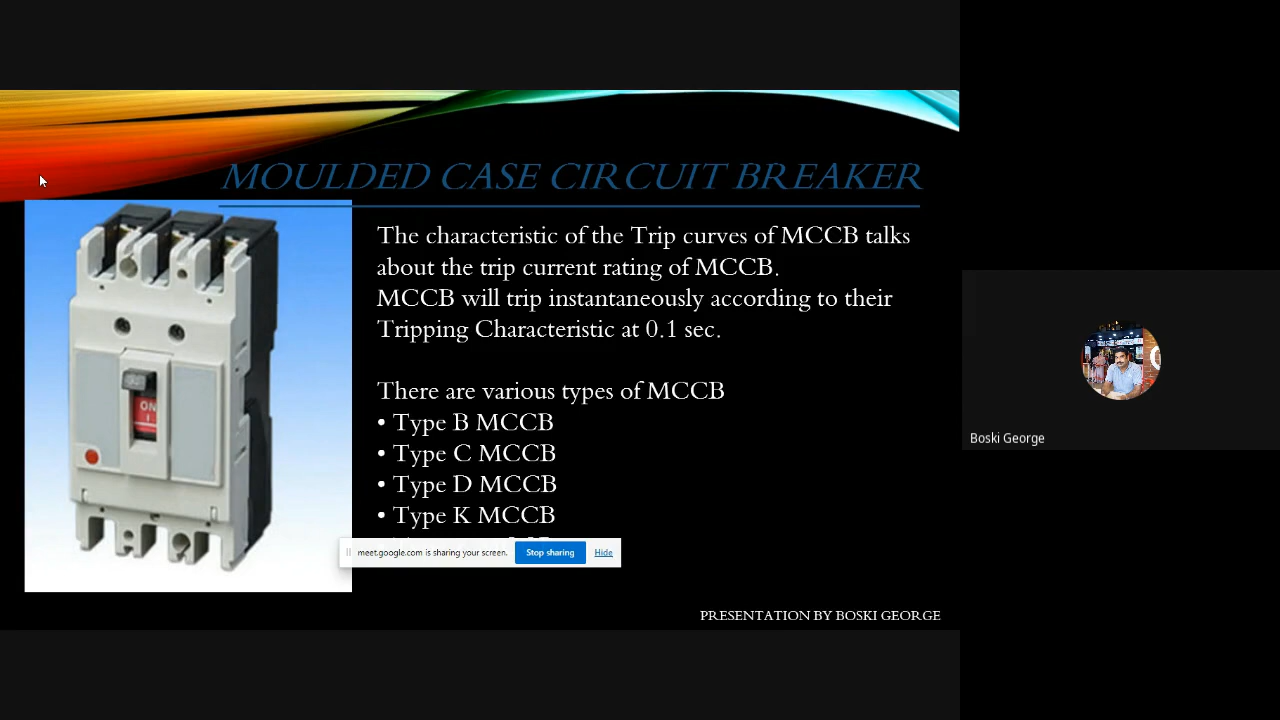 MOULDED CASE CIRCUIT BREAKER
The characteristic of the Trip curves of MCCB talks
about the trip current rating of MCCB.
MCCB will trip instantaneously according to their
Tripping Characteristic at 0.1 sec.
There are various types of MCCB
• Type B MCCB
• Type C MCCB
• Type D MCCB
• Type K MCCB
meet.google.com is sharing your screen. Stop sharing Hide
PRESENTATION BY BOSKI GEORGE
ON
I
Boski George